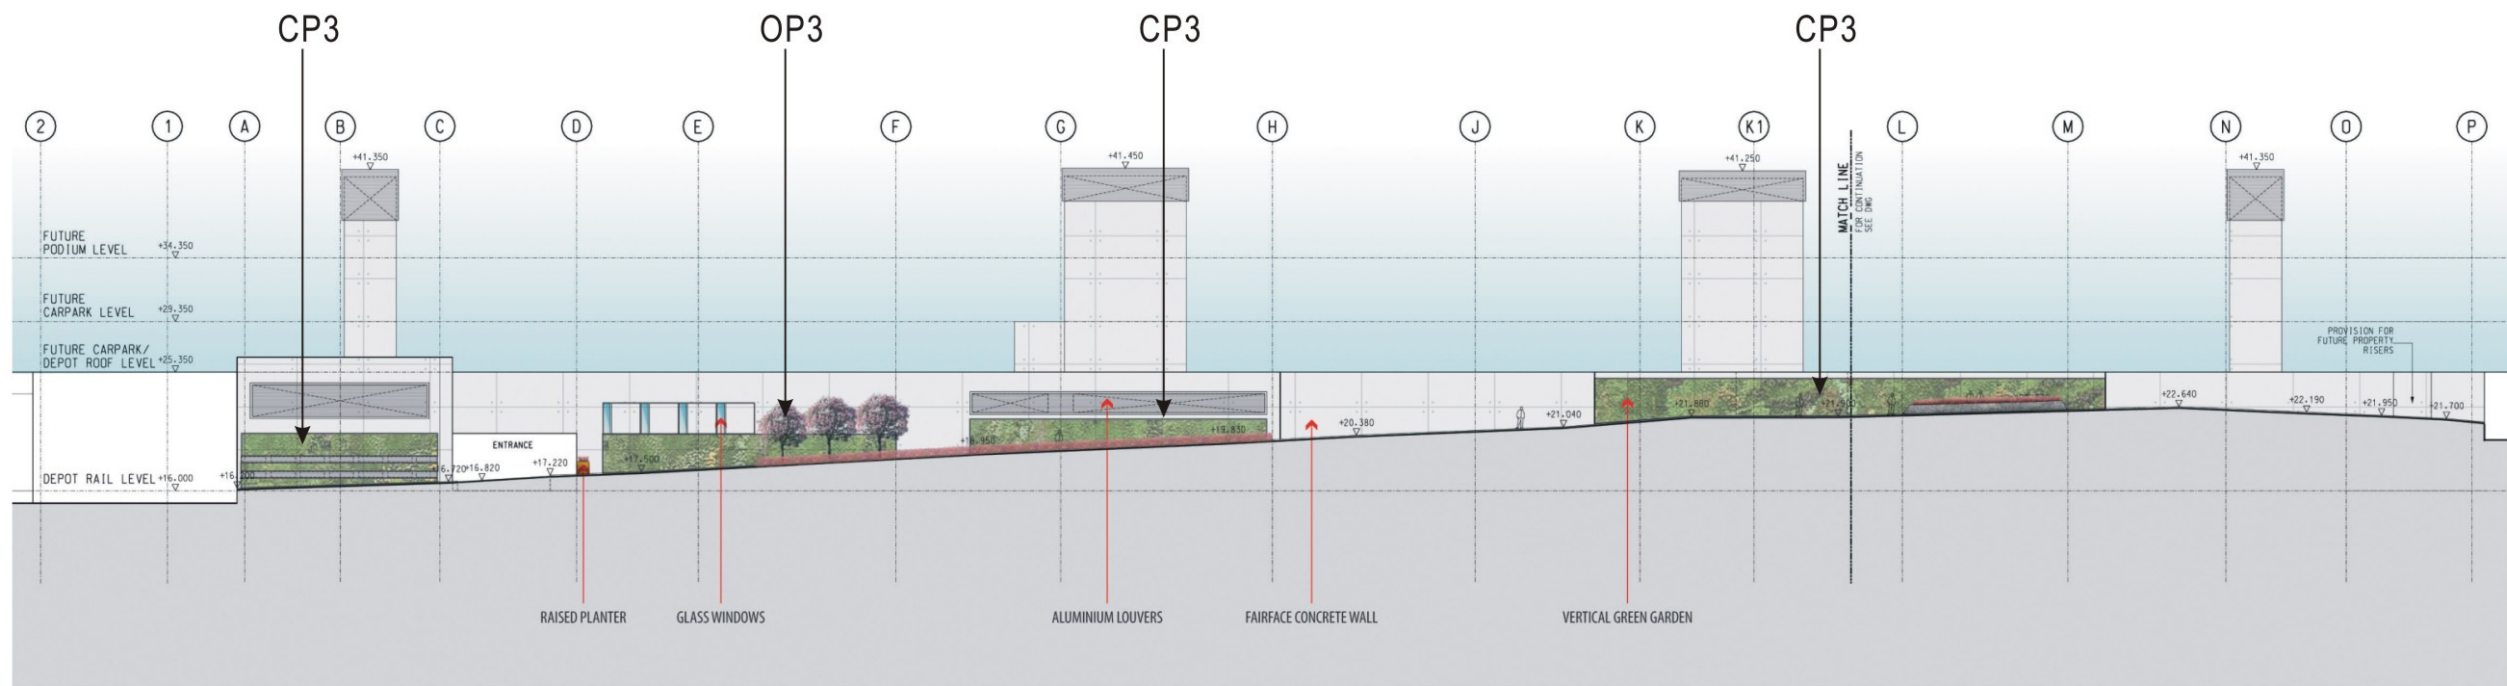 CP3
OP3
CP3
CP3
2
1
A
B
C
D
E
F
G
H
J
K
K1
L
M
N
O
P
+41.350
+41.450
+41.250
+41.350
MATCH LINE
FOR CONTINUATION
SEE DWG
FUTURE
PODIUM LEVEL
+34.350
FUTURE
CARPARK LEVEL
+29.350
FUTURE CARPARK/
DEPOT ROOF LEVEL
+25.350
PROVISION FOR
FUTURE PROPERTY
RISERS
ENTRANCE
DEPOT RAIL LEVEL
+16.000
+16.820
+17.220
+17.500
+18.950
+19.830
+20.380
+21.040
+21.880
+22.640
+22.190
+21.950
+21.700
RAISED PLANTER
GLASS WINDOWS
ALUMINIUM LOUVERS
FAIRFACE CONCRETE WALL
VERTICAL GREEN GARDEN